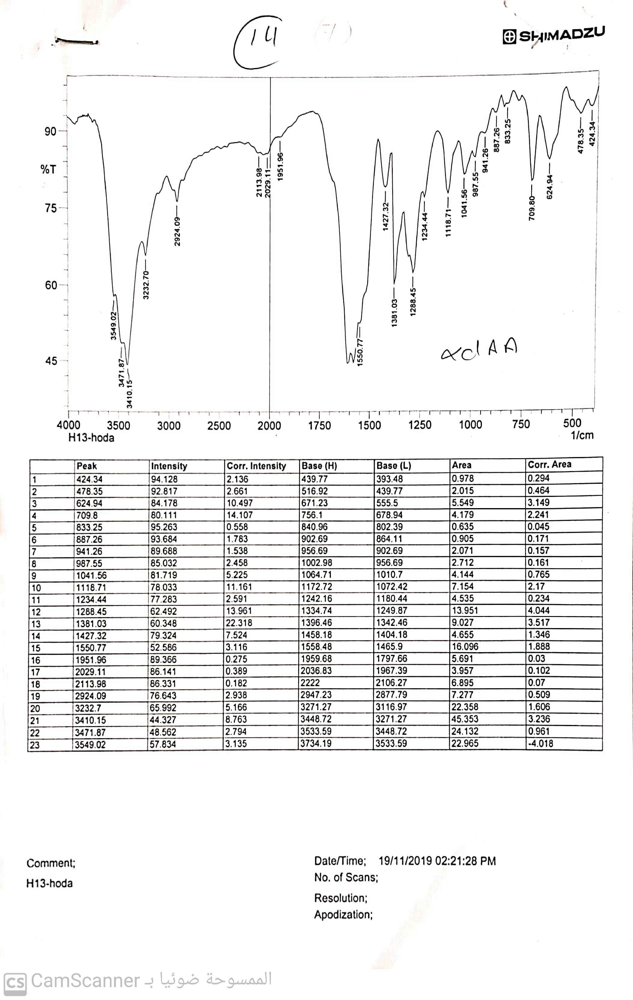 14
(7)
SHIMADZU
90
%T
75
60
45
3549.02
3471.87
3410.15
3232.70
2924.09
2113.98
2029.11
1951.96
1550.77
1427.32
1381.03
1288.45
1234.44
1118.71
1041.56
987.55
941.26
887.26
833.25
709.80
624.94
478.35
424.34
αdAA
4000 3500 3000 2500 2000 1750 1500 1250 1000 750 500
H13-hoda 1/cm
Peak Intensity Corr. Intensity Base (H) Base (L) Area Corr. Area
1 424.34 94.128 2.136 439.77 393.48 0.978 0.294
2 478.35 92.817 2.661 516.92 439.77 2.015 0.464
3 624.94 84.178 10.497 671.23 555.5 5.549 3.149
4 709.8 80.111 14.107 756.1 678.94 4.179 2.241
5 833.25 95.263 0.558 840.96 802.39 0.635 0.045
6 887.26 93.684 1.783 902.69 864.11 0.905 0.171
7 941.26 89.688 1.538 956.69 902.69 2.071 0.157
8 987.55 85.032 2.458 1002.98 956.69 2.712 0.161
9 1041.56 81.719 5.225 1064.71 1010.7 4.144 0.765
10 1118.71 78.033 11.161 1172.72 1072.42 7.154 2.17
11 1234.44 77.283 2.591 1242.16 1180.44 4.535 0.234
12 1288.45 62.492 13.961 1334.74 1249.87 13.951 4.044
13 1381.03 60.348 22.318 1396.46 1342.46 9.027 3.517
14 1427.32 79.324 7.524 1458.18 1404.18 4.655 1.346
15 1550.77 52.586 3.116 1558.48 1465.9 16.096 1.888
16 1951.96 89.366 0.275 1959.68 1797.66 5.691 0.03
17 2029.11 86.141 0.389 2036.83 1967.39 3.957 0.102
18 2113.98 86.331 0.182 2222 2106.27 6.895 0.07
19 2924.09 76.643 2.938 2947.23 2877.79 7.277 0.509
20 3232.7 65.992 5.166 3271.27 3116.97 22.358 1.606
21 3410.15 44.327 8.763 3448.72 3271.27 45.353 3.236
22 3471.87 48.562 2.794 3533.59 3448.72 24.132 0.961
23 3549.02 57.834 3.135 3734.19 3533.59 22.965 -4.018
Comment;
H13-hoda
Date/Time; 19/11/2019 02:21:28 PM
No. of Scans;
Resolution;
Apodization;
CS CamScanner الممسوحة ضوئيا بـ